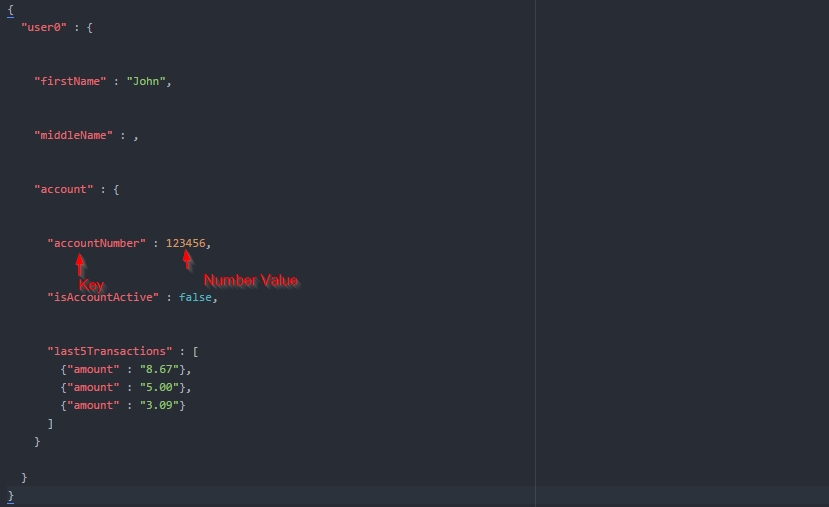 {
"user0" : {
"firstName" : "John",
"middleName" : ,
"account" : {
"accountNumber" : 123456,
Key
Number Value
"isAccountActive" : false,
"last5Transactions" : [
{"amount" : "8.67"},
{"amount" : "5.00"},
{"amount" : "3.09"}
]
}
}
}